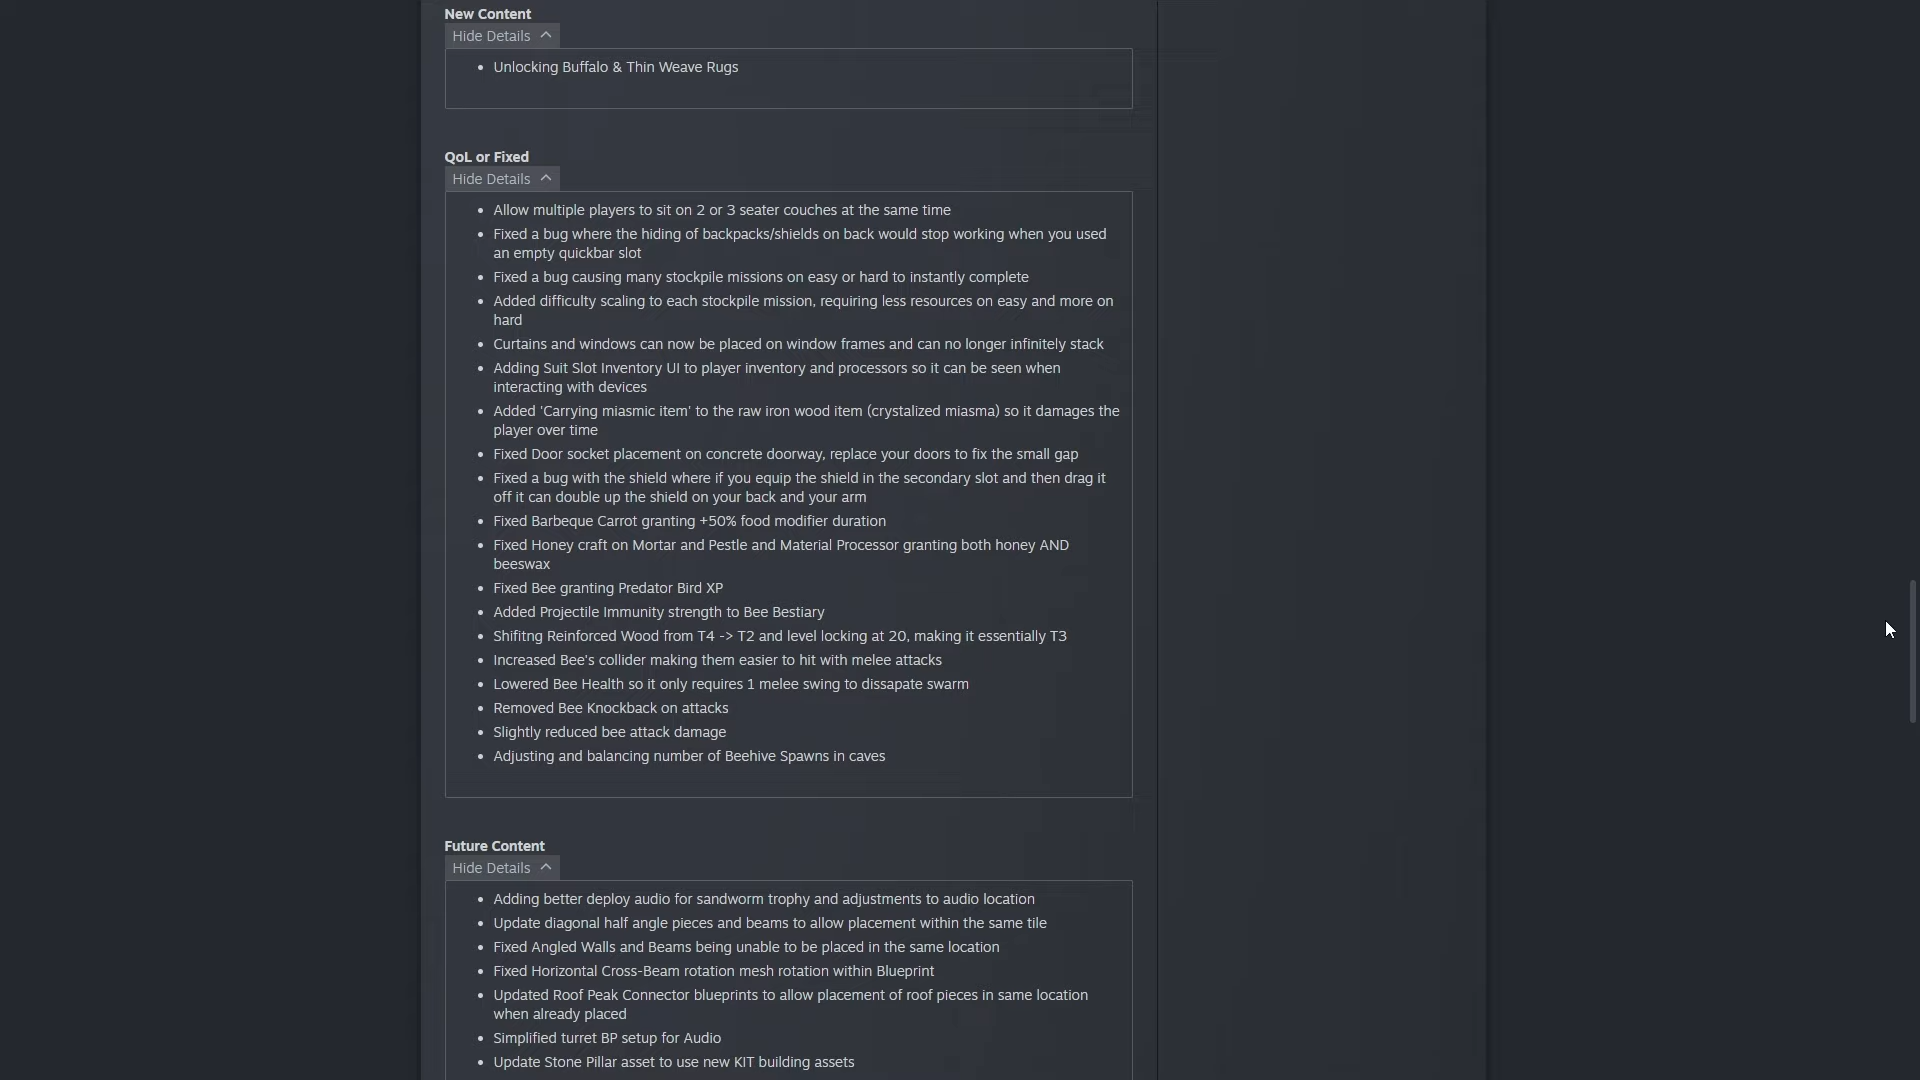 New Content
Hide Details
Unlocking Buffalo & Thin Weave Rugs
QoL or Fixed
Hide Details
Allow multiple players to sit on 2 or 3 seater couches at the same time
Fixed a bug where the hiding of backpacks/shields on back would stop working when you used
an empty quickbar slot
Fixed a bug causing many stockpile missions on easy or hard to instantly complete
Added difficulty scaling to each stockpile mission, requiring less resources on easy and more on
hard
Curtains and windows can now be placed on window frames and can no longer infinitely stack
Adding Suit Slot Inventory UI to player inventory and processors so it can be seen when
interacting with devices
Added 'Carrying miasmic item' to the raw iron wood item (crystalized miasma) so it damages the
player over time
Fixed Door socket placement on concrete doorway, replace your doors to fix the small gap
Fixed a bug with the shield where if you equip the shield in the secondary slot and then drag it
off it can double up the shield on your back and your arm
Fixed Barbeque Carrot granting +50% food modifier duration
Fixed Honey craft on Mortar and Pestle and Material Processor granting both honey AND
beeswax
Fixed Bee granting Predator Bird XP
Added Projectile Immunity strength to Bee Bestiary
Shifitng Reinforced Wood from T4 -> T2 and level locking at 20, making it essentially T3
Increased Bee's collider making them easier to hit with melee attacks
Lowered Bee Health so it only requires 1 melee swing to dissapate swarm
Removed Bee Knockback on attacks
Slightly reduced bee attack damage
Adjusting and balancing number of Beehive Spawns in caves
Future Content
Hide Details
Adding better deploy audio for sandworm trophy and adjustments to audio location
Update diagonal half angle pieces and beams to allow placement within the same tile
Fixed Angled Walls and Beams being unable to be placed in the same location
Fixed Horizontal Cross-Beam rotation mesh rotation within Blueprint
Updated Roof Peak Connector blueprints to allow placement of roof pieces in same location
when already placed
Simplified turret BP setup for Audio
Update Stone Pillar asset to use new KIT building assets